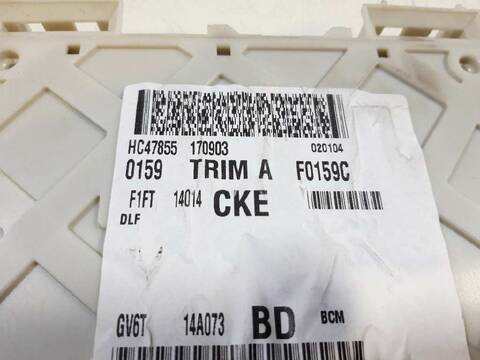 HC47855 170903 020104
0159 TRIM A F0159C
F1FT 14014 CKE
DLF
GV6T 14A073 BD BCM